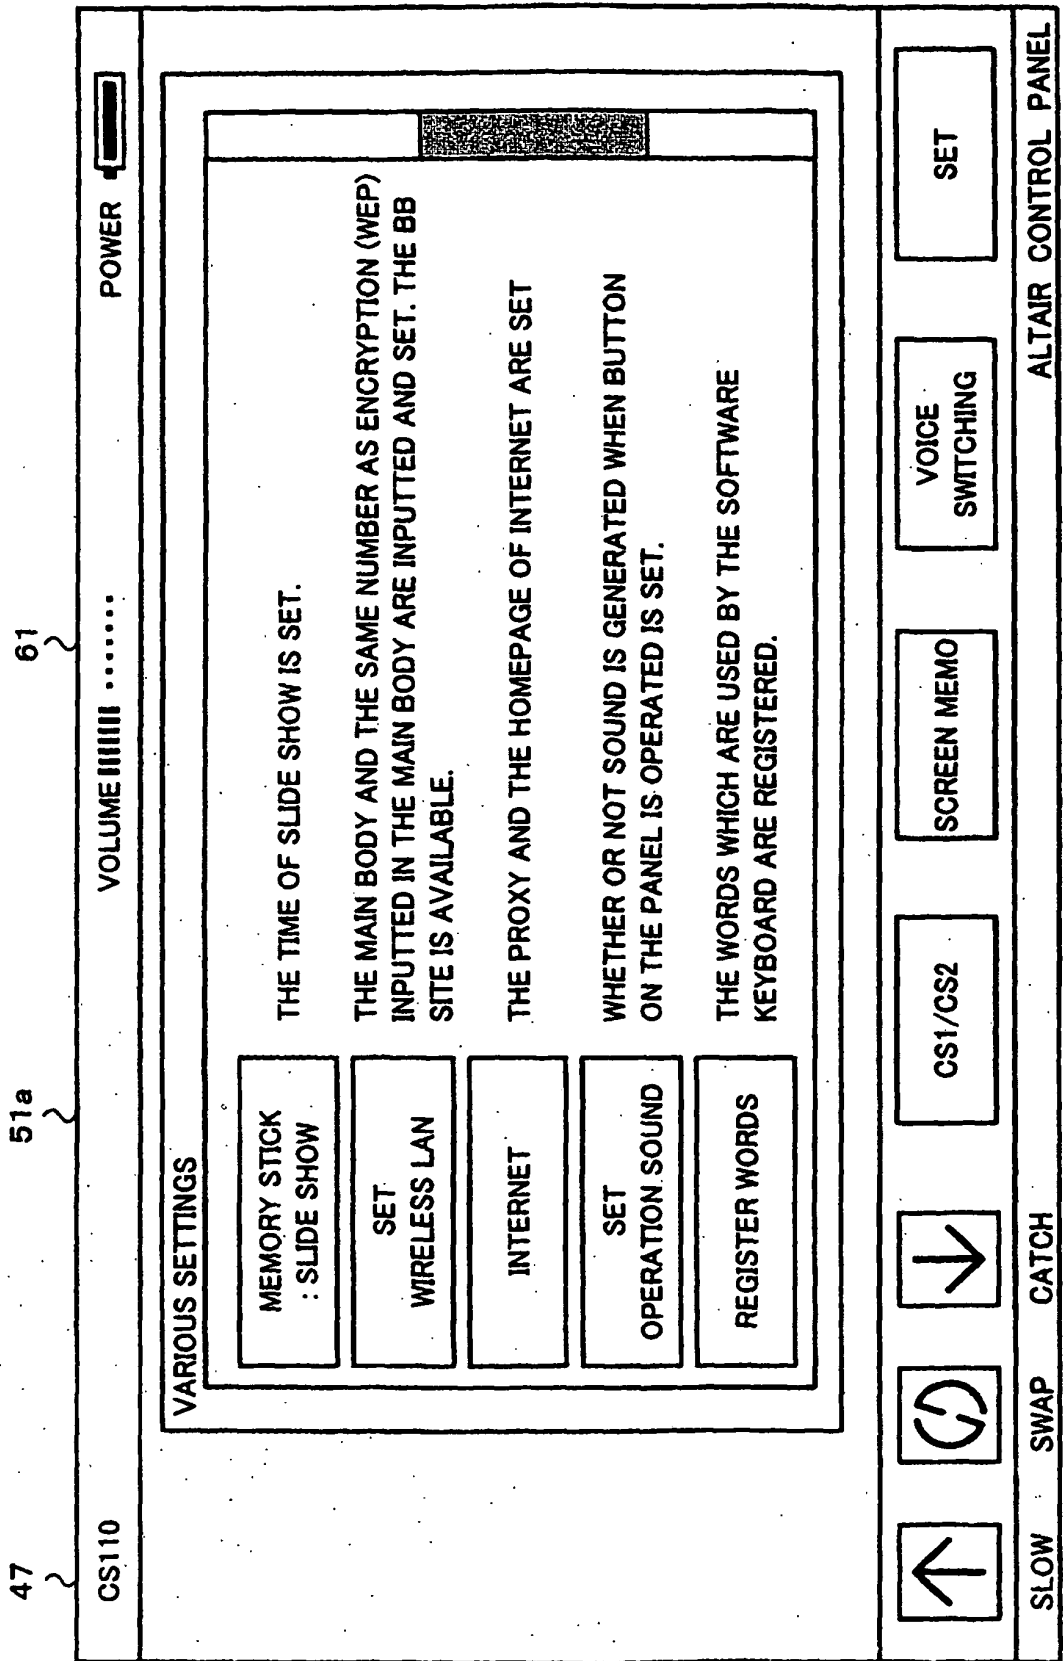 47
51a
61
CS110
VOLUME
POWER
VARIOUS SETTINGS
MEMORY STICK
: SLIDE SHOW
THE TIME OF SLIDE SHOW IS SET.
SET
WIRELESS LAN
THE MAIN BODY AND THE SAME NUMBER AS ENCRYPTION (WEP)
INPUTTED IN THE MAIN BODY ARE INPUTTED AND SET. THE BB
SITE IS AVAILABLE.
INTERNET
THE PROXY AND THE HOMEPAGE OF INTERNET ARE SET
SET
OPERATION SOUND
WHETHER OR NOT SOUND IS GENERATED WHEN BUTTON
ON THE PANEL IS OPERATED IS SET.
REGISTER WORDS
THE WORDS WHICH ARE USED BY THE SOFTWARE
KEYBOARD ARE REGISTERED.
CS1/CS2
SCREEN MEMO
VOICE
SWITCHING
SET
SLOW
SWAP
CATCH
ALTAIR CONTROL PANEL